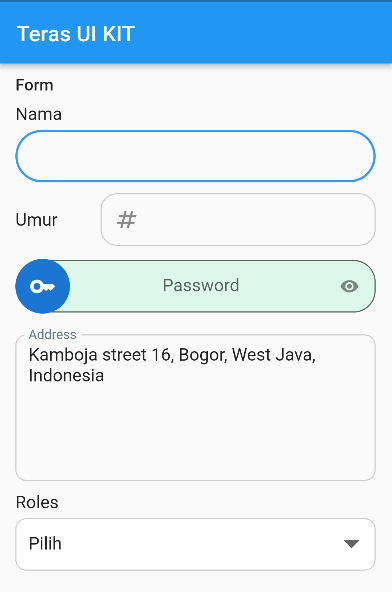 Teras UI KIT
Form
Nama
Umur
#
Password
Address
Kamboja street 16, Bogor, West Java,
Indonesia
Roles
Pilih